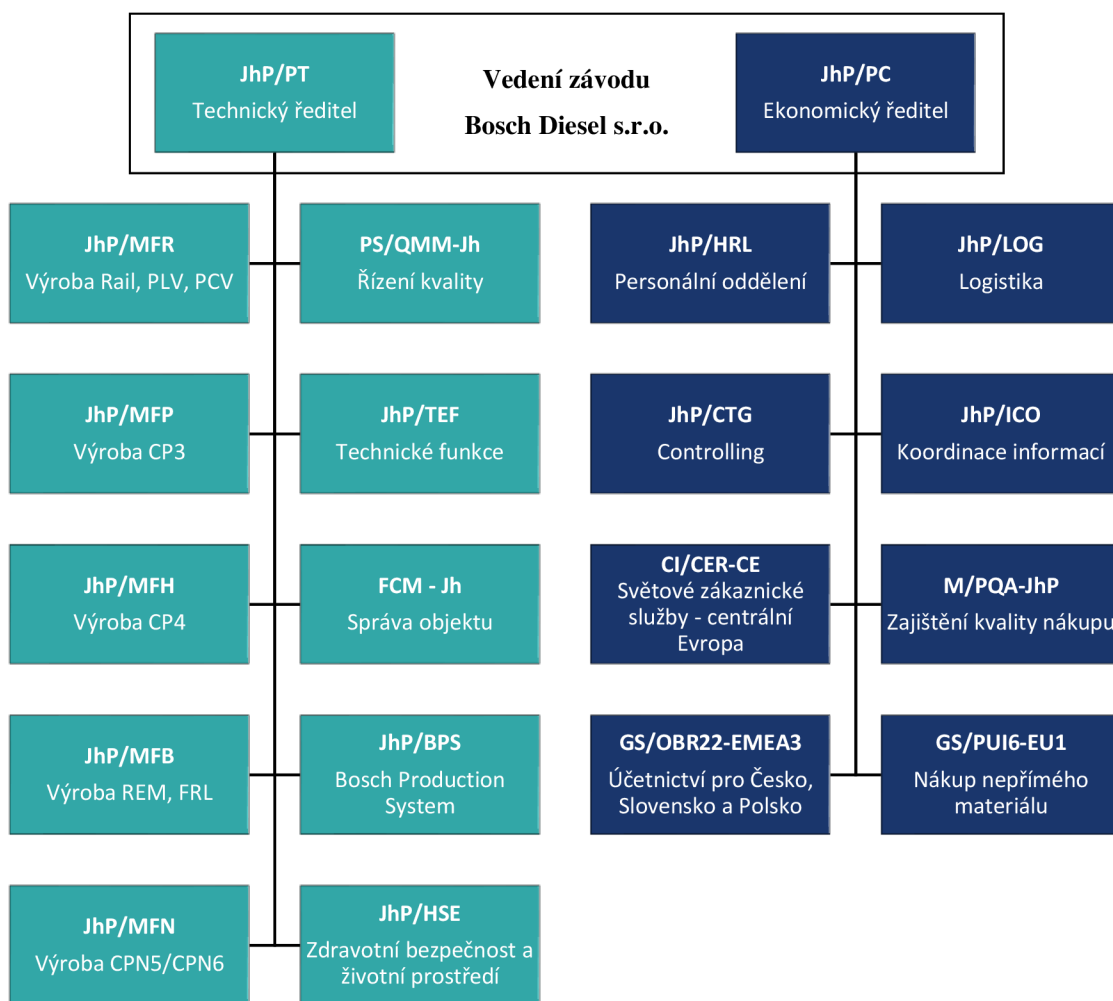 JhP/PT
Technický ředitel
Vedení závodu
Bosch Diesel s.r.o.
JhP/PC
Ekonomický ředitel
JhP/MFR
Výroba Rail, PLV, PCV
PS/QMM-Jh
Řízení kvality
JhP/HRL
Personální oddělení
JhP/LOG
Logistika
JhP/MFP
Výroba CP3
JhP/TEF
Technické funkce
JhP/CTG
Controlling
JhP/ICO
Koordinace informací
JhP/MFH
Výroba CP4
FCM - Jh
Správa objektu
CI/CER-CE
Světové zákaznické
služby - centrální
Evropa
M/PQA-JhP
Zajištění kvality nákupu
JhP/MFB
Výroba REM, FRL
JhP/BPS
Bosch Production
System
GS/OBR22-EMEA3
Účetnictví pro Česko,
Slovensko a Polsko
GS/PUI6-EU1
Nákup nepřímého
materiálu
JhP/MFN
Výroba CPN5/CPN6
JhP/HSE
Zdravotní bezpečnost a
životní prostředí